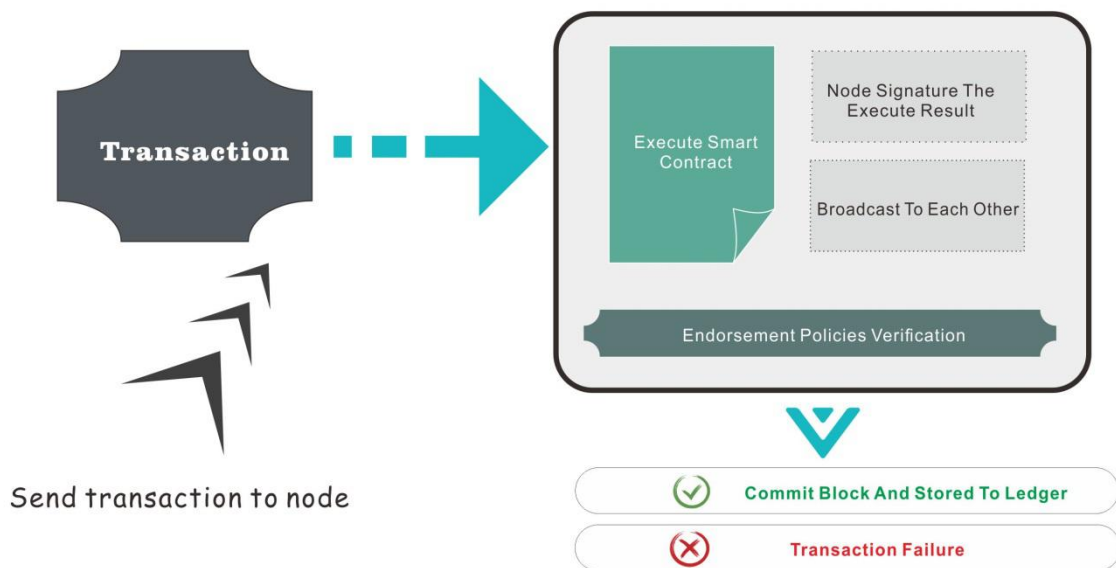 Transaction
Send transaction to node
Execute Smart
Contract
Node Signature The
Execute Result
Broadcast To Each Other
Endorsement Policies Verification
Commit Block And Stored To Ledger
Transaction Failure